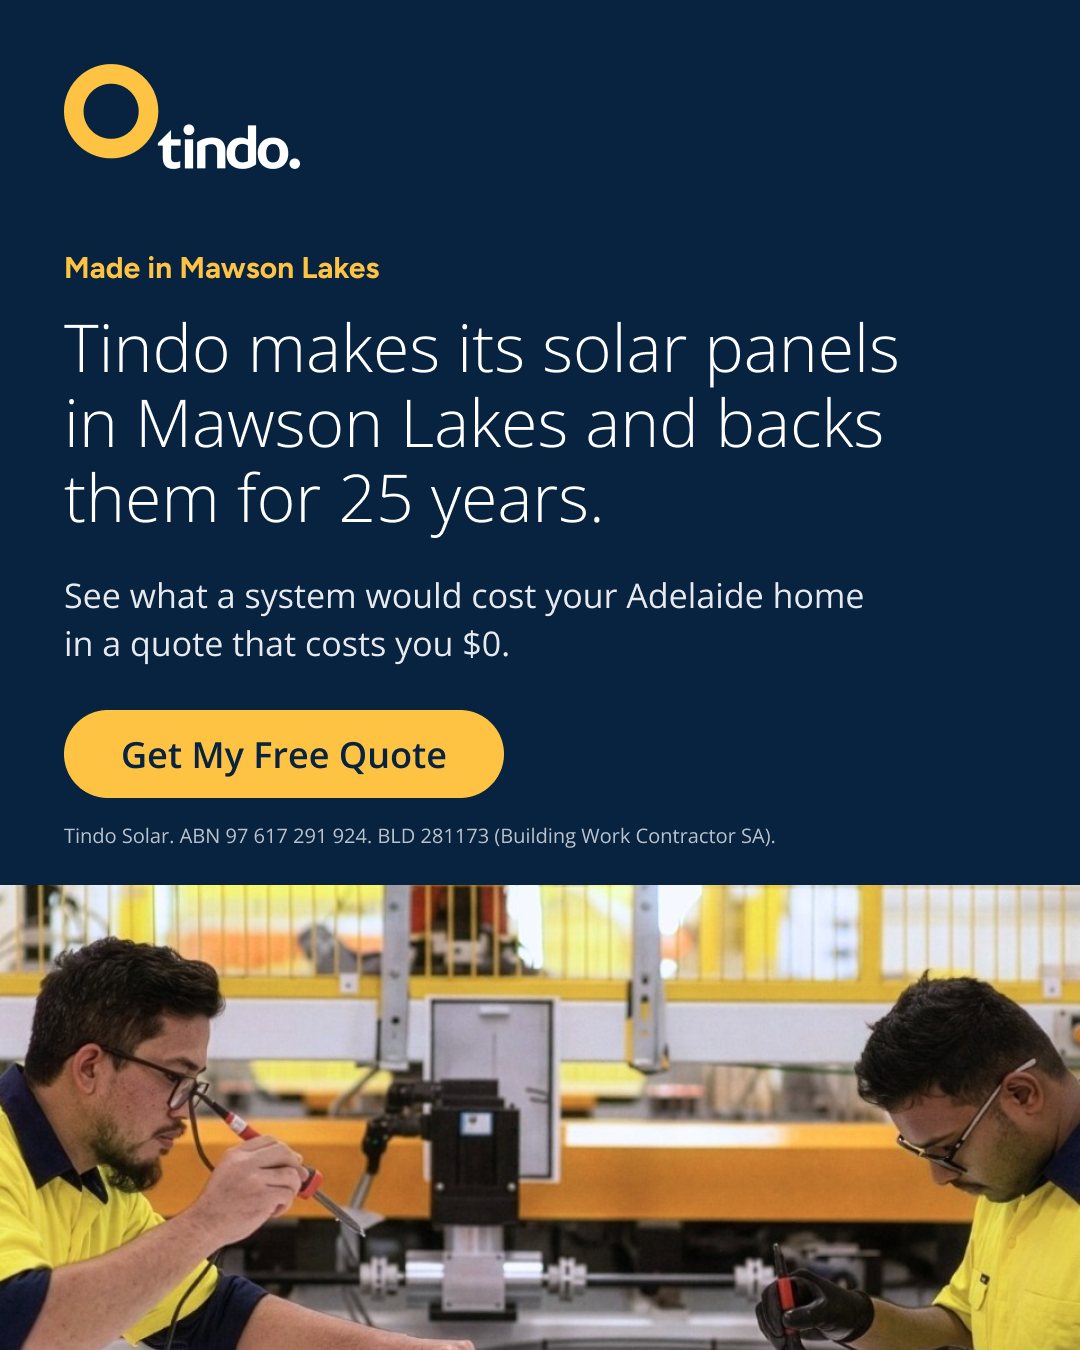 tindo.
Made in Mawson Lakes
Tindo makes its solar panels
in Mawson Lakes and backs
them for 25 years.
See what a system would cost your Adelaide home
in a quote that costs you $0.
Get My Free Quote
Tindo Solar. ABN 97 617 291 924. BLD 281173 (Building Work Contractor SA).